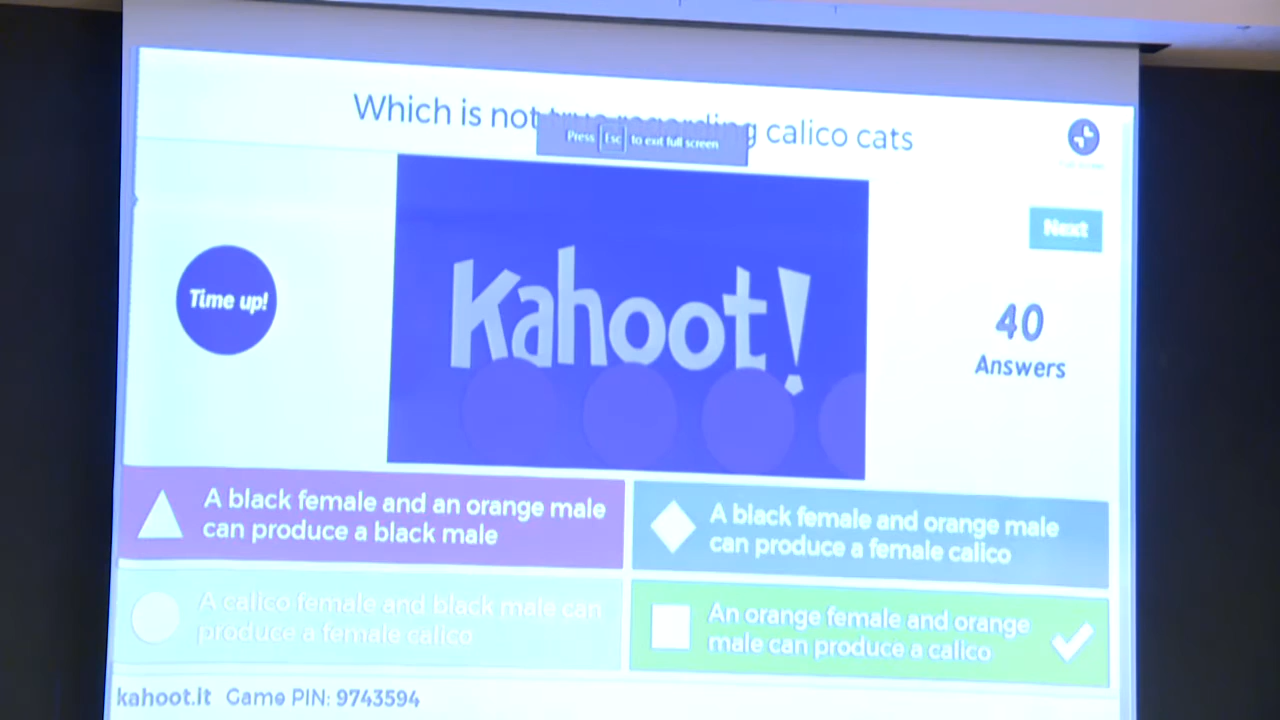 Which is not true regarding calico cats
Press Esc to exit full screen
Next
Time up!
Kahoot!
40
Answers
A black female and an orange male
can produce a black male
A black female and orange male
can produce a female calico
A calico female and black male can
produce a female calico
An orange female and orange
male can produce a calico
kahoot.it Game PIN: 9743594